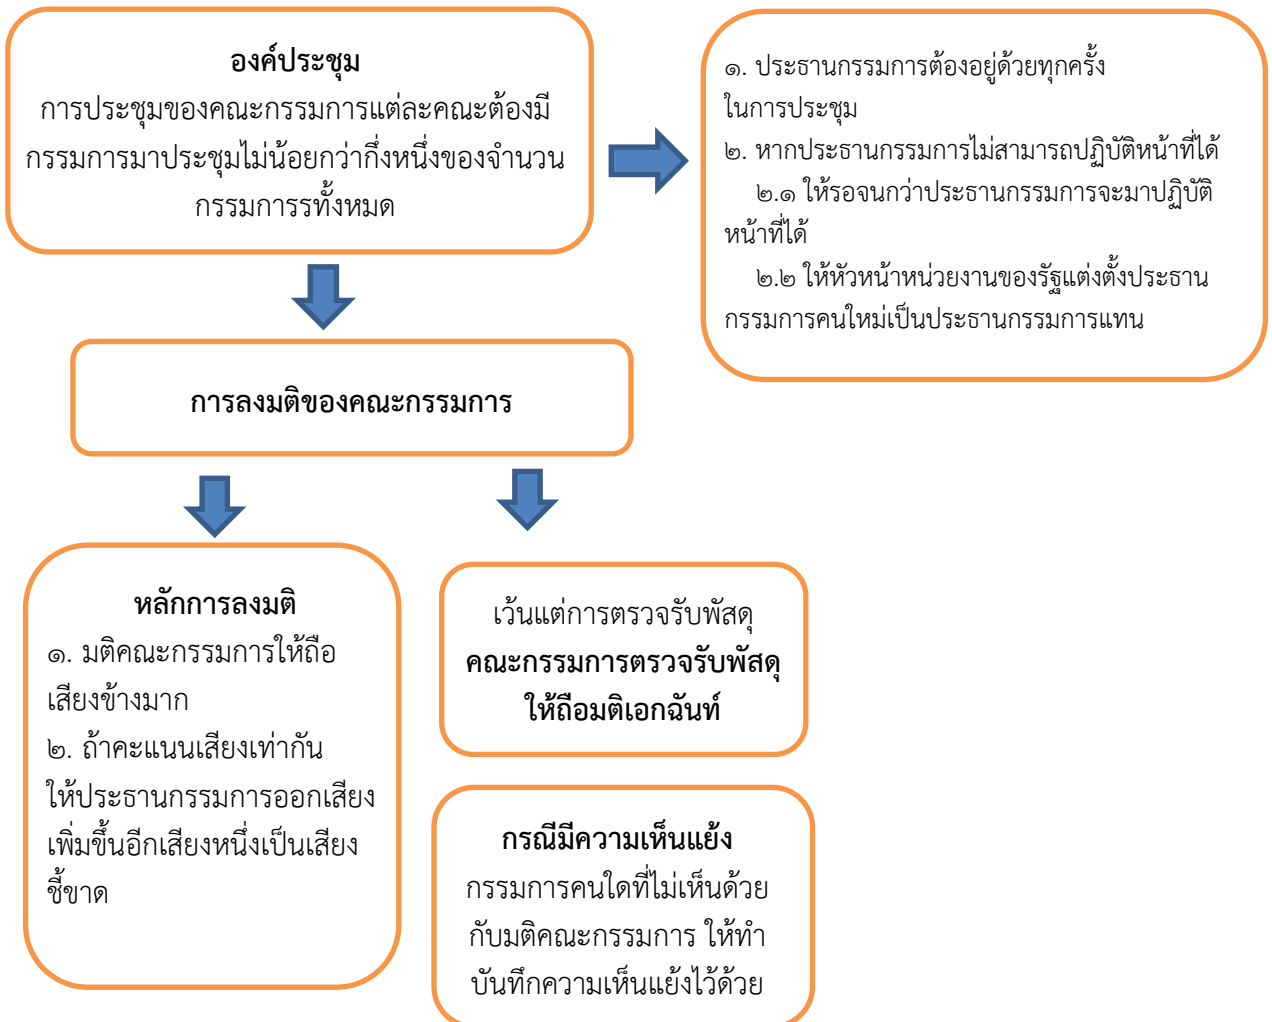 องค์ประชุม
การประชุมของคณะกรรมการแต่ละคณะต้องมี
กรรมการมาประชุมไม่น้อยกว่ากึ่งหนึ่งของจำนวน
กรรมการรทั้งหมด
๑. ประธานกรรมการต้องอยู่ด้วยทุกครั้ง
ในการประชุม
๒. หากประธานกรรมการไม่สามารถปฏิบัติหน้าที่ได้
๒.๑ ให้รอจนกว่าประธานกรรมการจะมาปฏิบัติ
หน้าที่ได้
๒.๒ ให้หัวหน้าหน่วยงานของรัฐแต่งตั้งประธาน
กรรมการคนใหม่เป็นประธานกรรมการแทน
การลงมติของคณะกรรมการ
หลักการลงมติ
๑. มติคณะกรรมการให้ถือ
เสียงข้างมาก
๒. ถ้าคะแนนเสียงเท่ากัน
ให้ประธานกรรมการออกเสียง
เพิ่มขึ้นอีกเสียงหนึ่งเป็นเสียง
ชี้ขาด
เว้นแต่การตรวจรับพัสดุ
คณะกรรมการตรวจรับพัสดุ
ให้ถือมติเอกฉันท์
กรณีมีความเห็นแย้ง
กรรมการคนใดที่ไม่เห็นด้วย
กับมติคณะกรรมการ ให้ทำ
บันทึกความเห็นแย้งไว้ด้วย